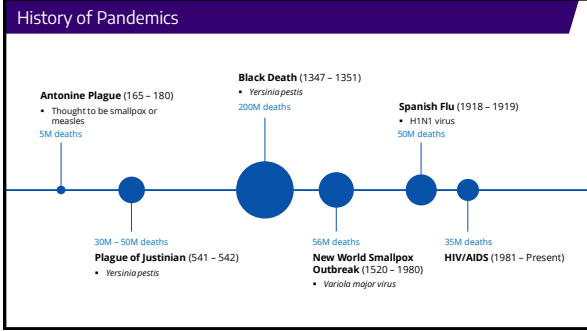 History of Pandemics
Antonine Plague (165 – 180)
▪ Thought to be smallpox or
measles
5M deaths
30M – 50M deaths
Plague of Justinian (541 – 542)
▪ Yersinia pestis
Black Death (1347 – 1351)
▪ Yersinia pestis
200M deaths
56M deaths
New World Smallpox
Outbreak (1520 – 1980)
▪ Variola major virus
Spanish Flu (1918 – 1919)
▪ H1N1 virus
50M deaths
35M deaths
HIV/AIDS (1981 – Present)